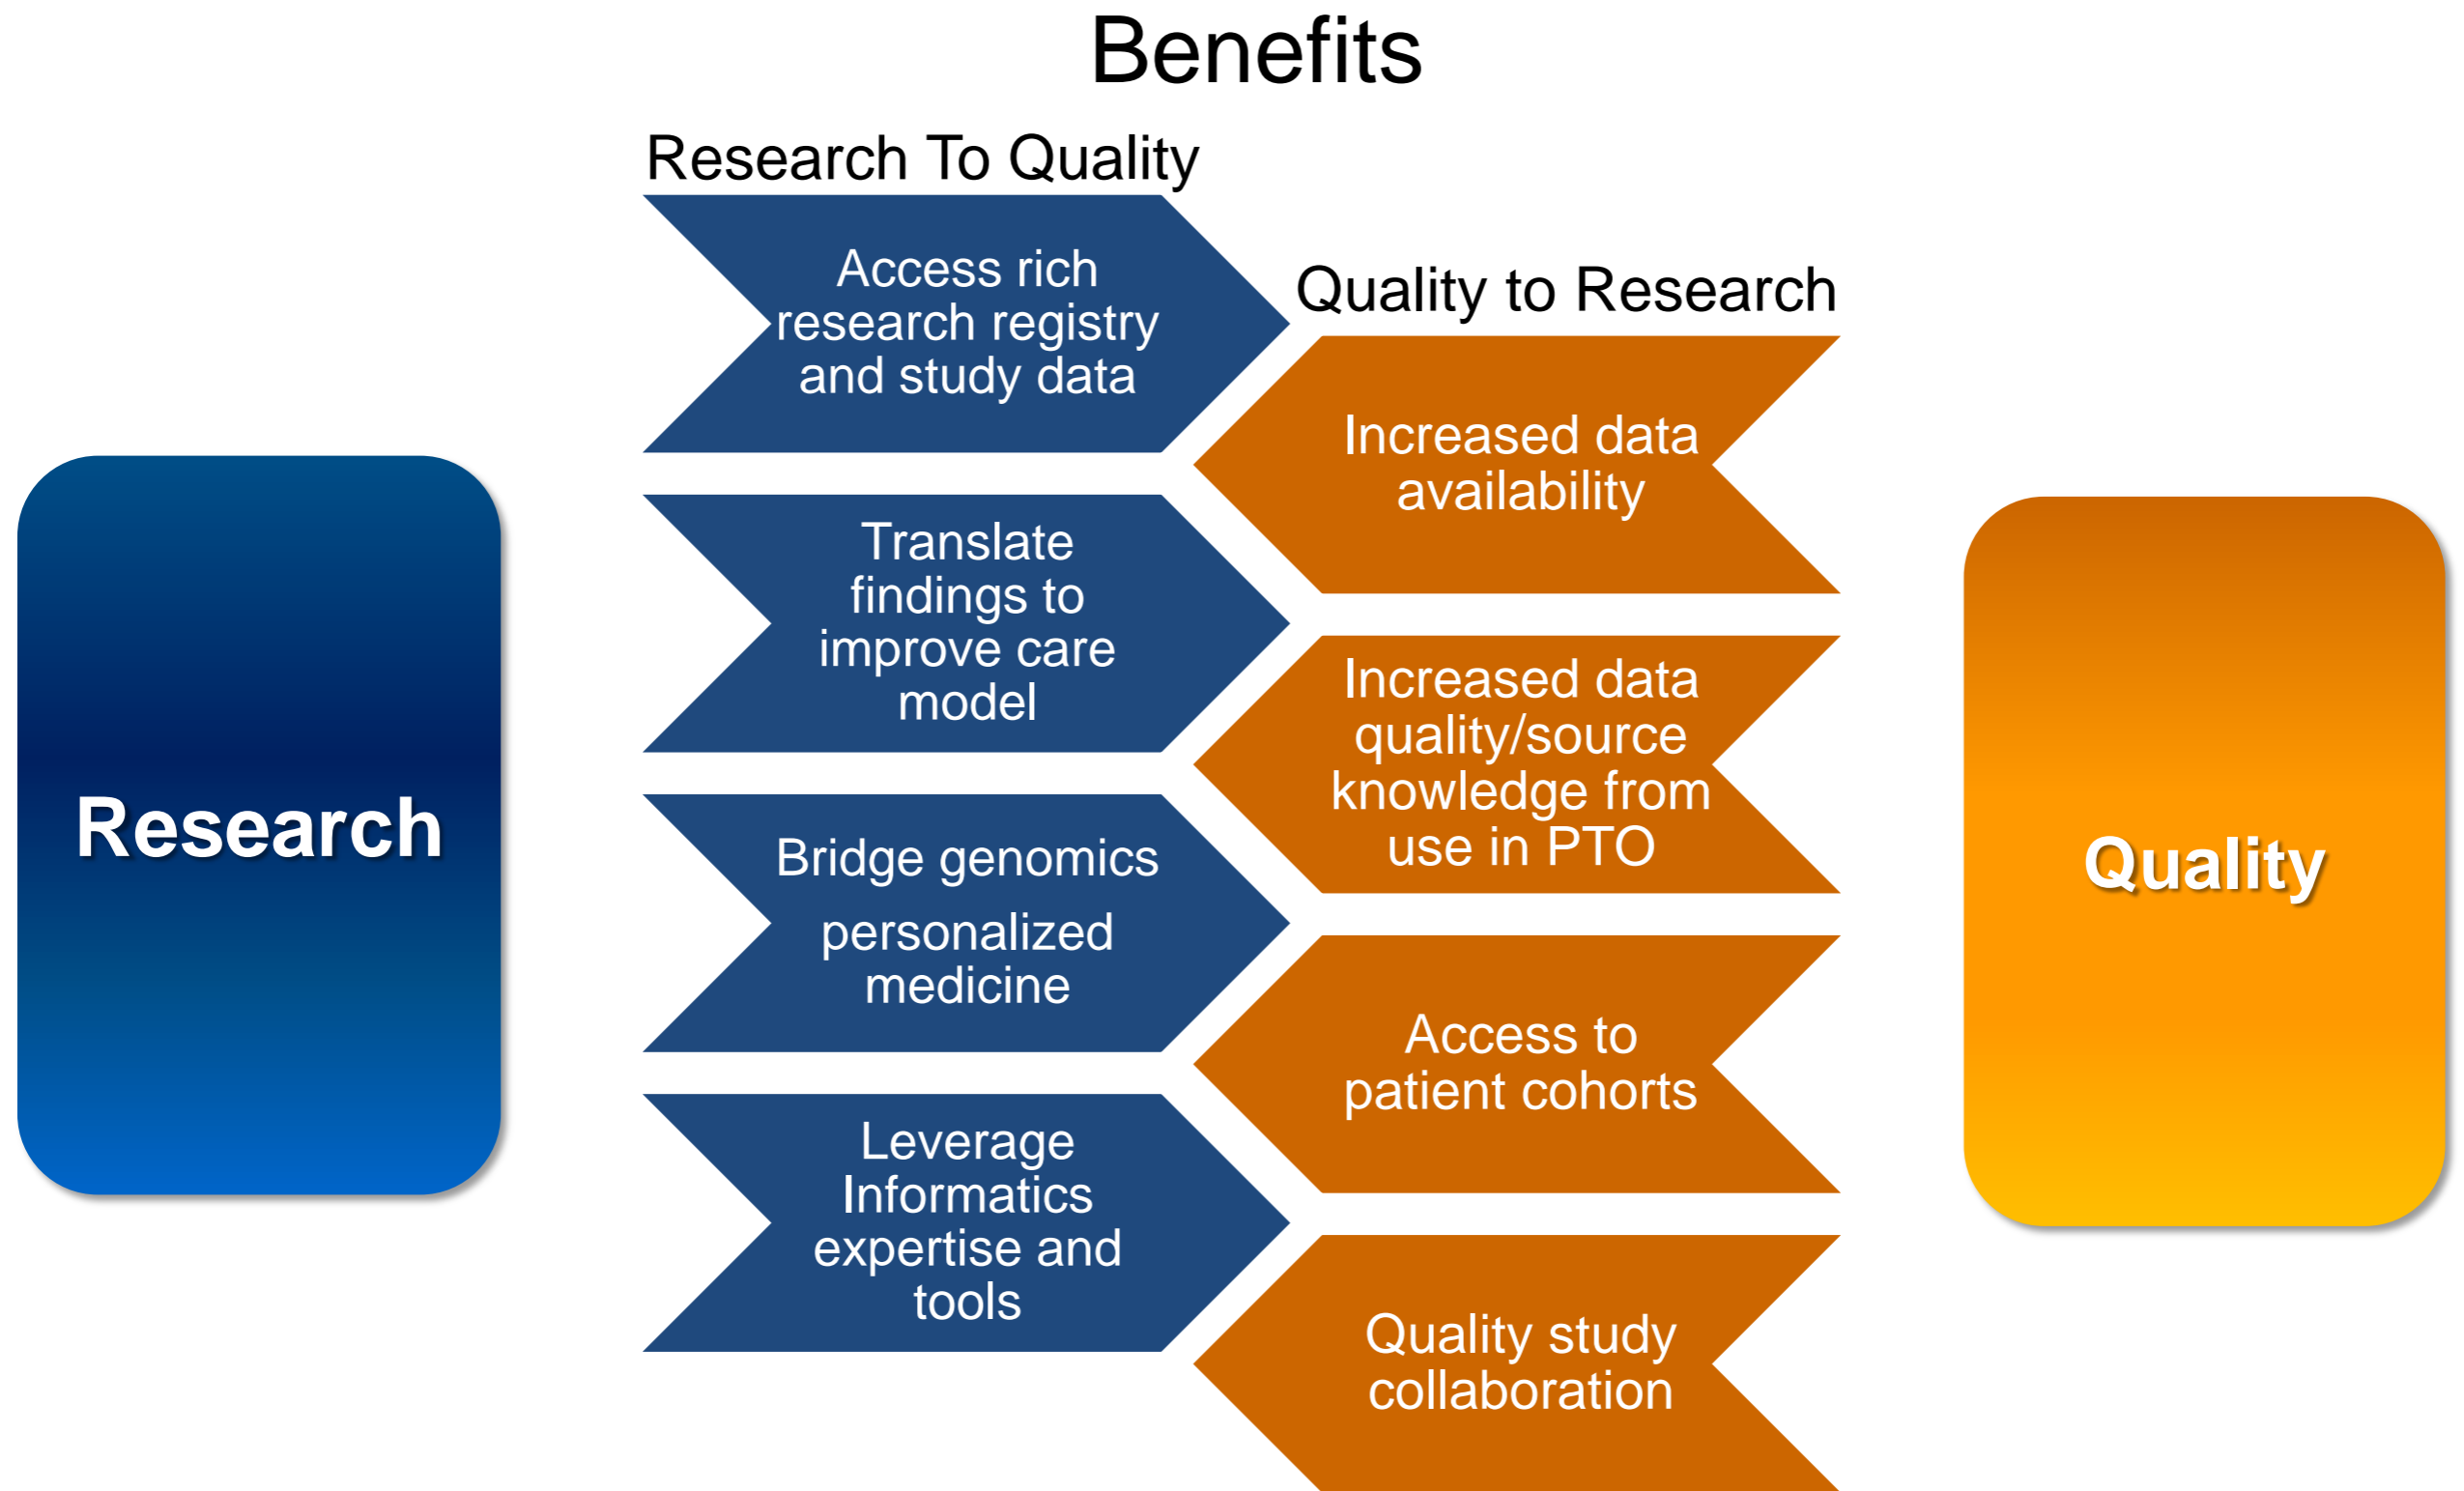 Benefits
Research To Quality
Access rich
research registry
and study data
Translate
findings to
improve care
model
Bridge genomics
personalized
medicine
Leverage
Informatics
expertise and
tools
Quality to Research
Increased data
availability
Increased data
quality/source
knowledge from
use in PTO
Access to
patient cohorts
Quality study
collaboration
Research
Quality